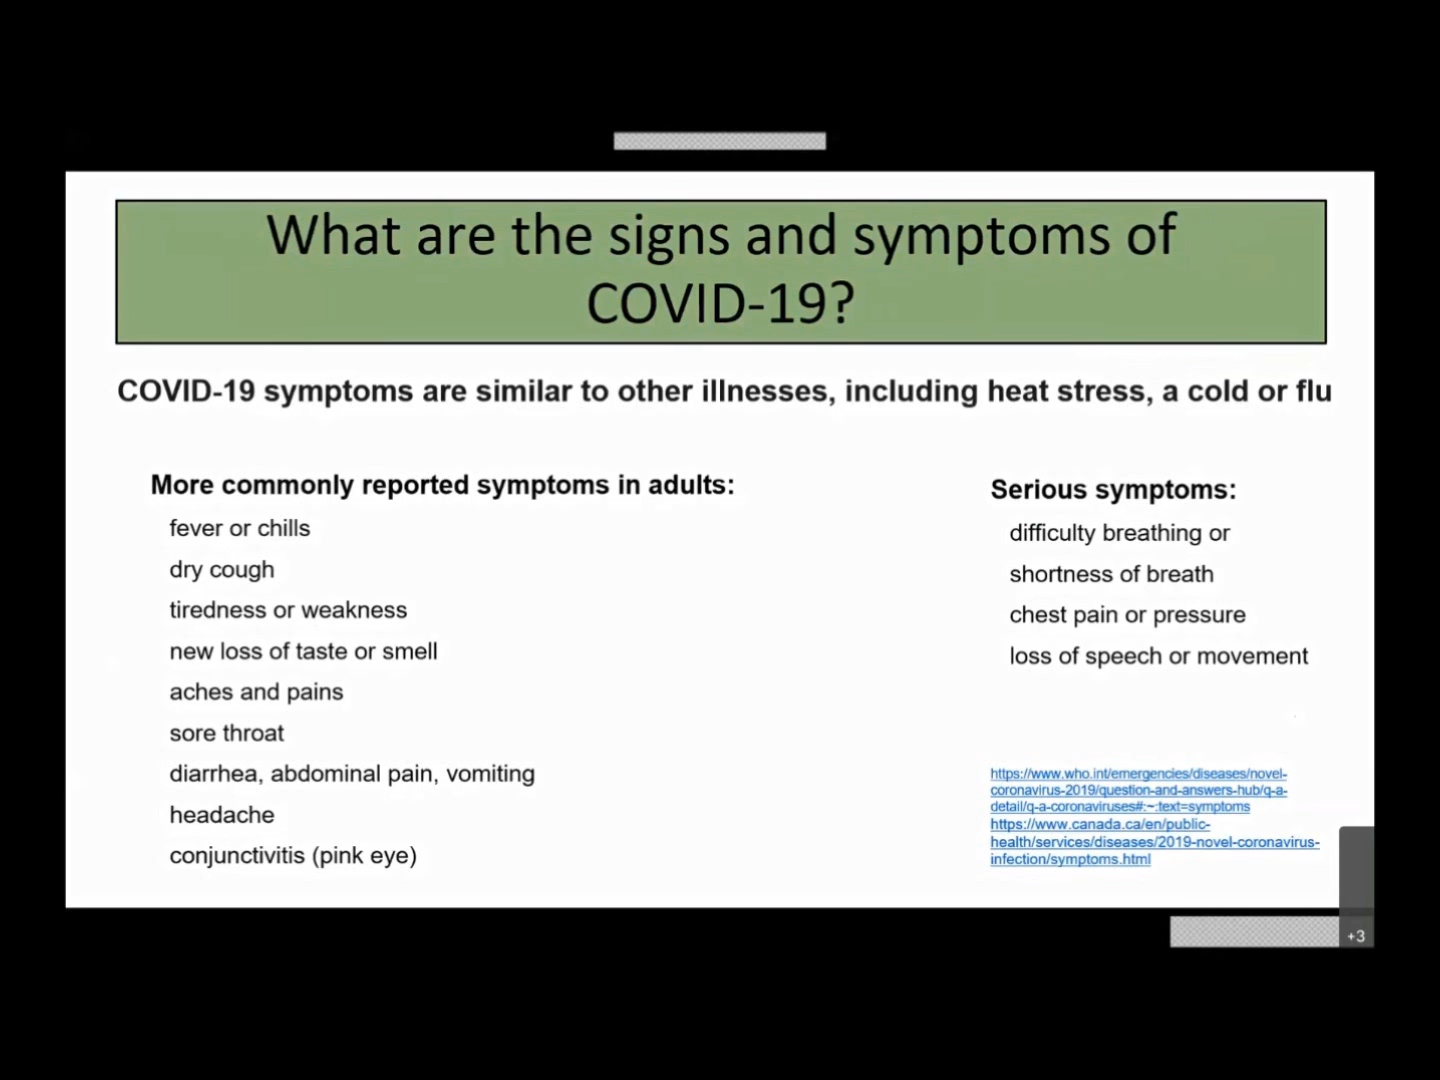 What are the signs and symptoms of
COVID-19?
COVID-19 symptoms are similar to other illnesses, including heat stress, a cold or flu
More commonly reported symptoms in adults:
fever or chills
dry cough
tiredness or weakness
new loss of taste or smell
aches and pains
sore throat
diarrhea, abdominal pain, vomiting
headache
conjunctivitis (pink eye)
Serious symptoms:
difficulty breathing or
shortness of breath
chest pain or pressure
loss of speech or movement
https://www.who.int/emergencies/diseases/novel-
coronavirus-2019/question-and-answers-hub/q-a-
detail/q-a-coronaviruses#:~:text=symptoms
https://www.canada.ca/en/public-
health/services/diseases/2019-novel-coronavirus-
infection/symptoms.html
+3